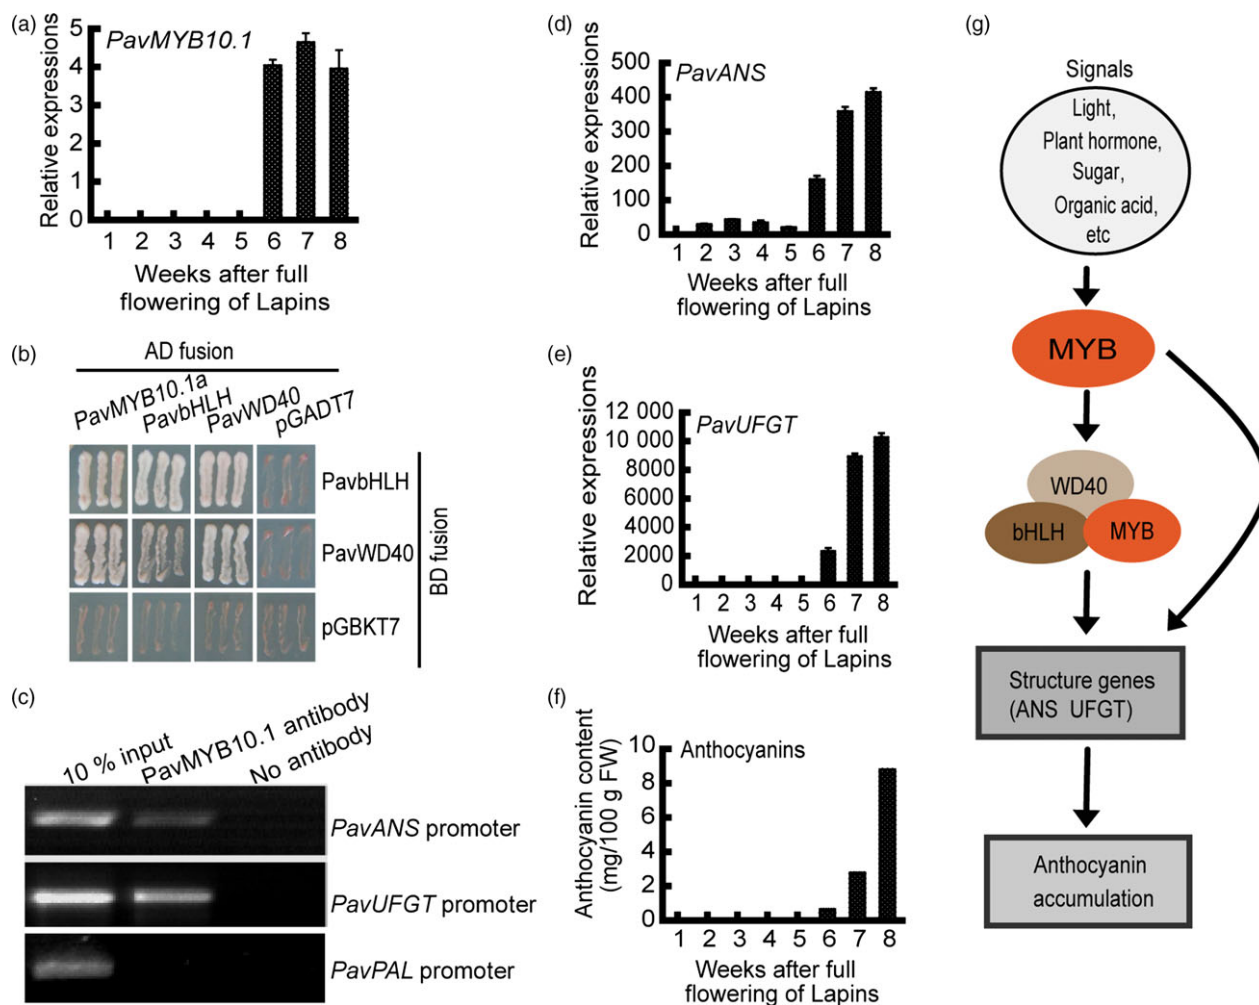 (a)
PavMYB10.1
Relative expressions
5
4
3
2
1
0
1 2 3 4 5 6 7 8
Weeks after full
flowering of Lapins
(b)
AD fusion
PavMYB10.1a
PavbHLH
PavWD40
pGADT7
PavbHLH
PavWD40
pGBKT7
BD fusion
(c)
10 % input
PavMYB10.1 antibody
No antibody
PavANS promoter
PavUFGT promoter
PavPAL promoter
(d)
PavANS
Relative expressions
500
400
300
200
100
0
1 2 3 4 5 6 7 8
Weeks after full
flowering of Lapins
(e)
PavUFGT
Relative expressions
12 000
10 000
8000
6000
4000
2000
0
1 2 3 4 5 6 7 8
Weeks after full
flowering of Lapins
(f)
Anthocyanins
Anthocyanin content
(mg/100 g FW)
10
8
6
4
2
0
1 2 3 4 5 6 7 8
Weeks after full
flowering of Lapins
(g)
Signals
Light,
Plant hormone,
Sugar,
Organic acid,
etc
MYB
WD40
bHLH
MYB
Structure genes
(ANS UFGT)
Anthocyanin
accumulation